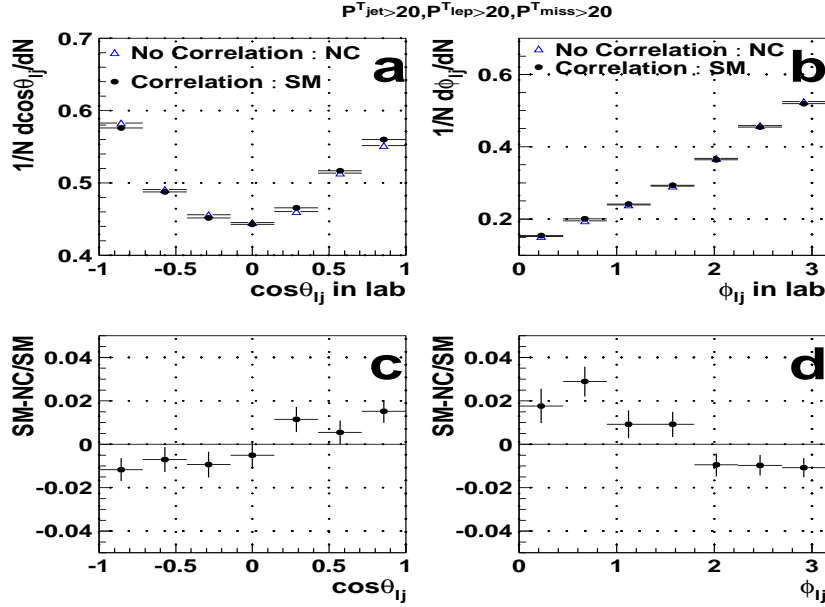 P^T_jet>20,P^T_lep>20,P^T_miss>20
1/N dcosθ_lj/dN
0.7
0.6
0.5
0.4
△ No Correlation : NC
● Correlation : SM
a
-1 -0.5 0 0.5 1
cosθ_lj in lab
1/N dϕ_lj/dN
0.6
0.4
0.2
△ No Correlation : NC
● Correlation : SM
b
0 1 2 3
ϕ_lj in lab
SM-NC/SM
0.04
0.02
0
-0.02
-0.04
c
-1 -0.5 0 0.5 1
cosθ_lj
SM-NC/SM
0.04
0.02
0
-0.02
-0.04
d
0 1 2 3
ϕ_lj